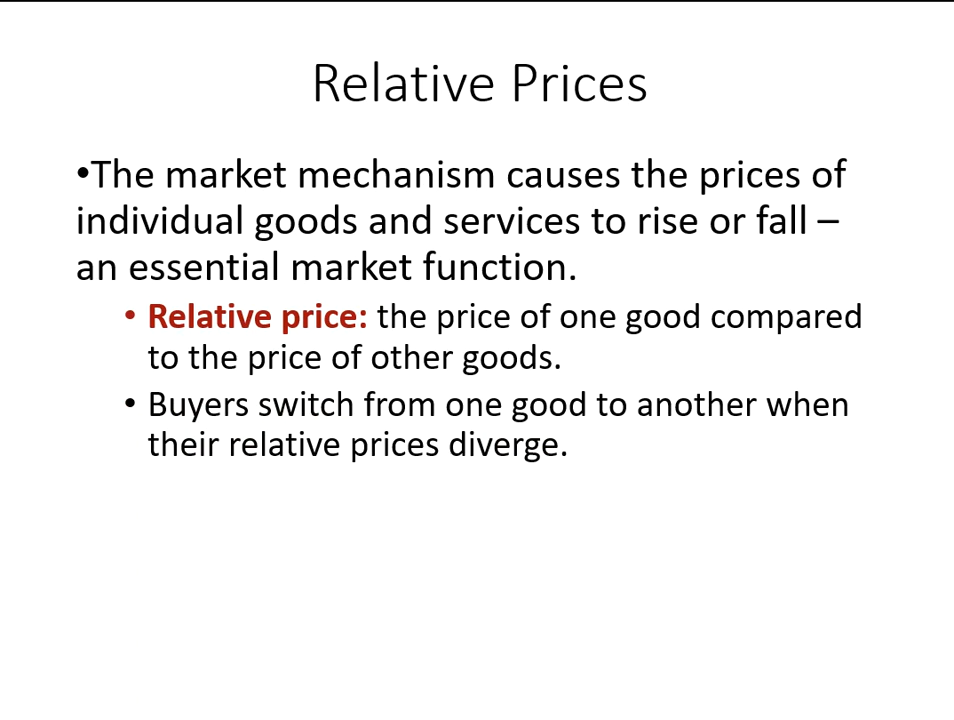 Relative Prices
•The market mechanism causes the prices of
individual goods and services to rise or fall –
an essential market function.
• Relative price: the price of one good compared
to the price of other goods.
• Buyers switch from one good to another when
their relative prices diverge.